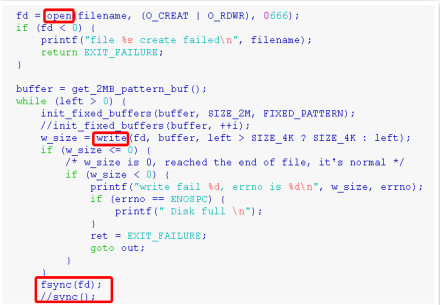 fd = open(filename, (O_CREAT | O_RDWR), 0666);
if (fd < 0) {
printf("file %s create failed\n", filename);
return EXIT_FAILURE;
}
buffer = get_2MB_pattern_buf();
while (left > 0) {
init_fixed_buffers(buffer, SIZE_2M, FIXED_PATTERN);
//init_fixed_buffers(buffer, ++i);
w_size = write(fd, buffer, left > SIZE_4K ? SIZE_4K : left);
if (w_size <= 0) {
/* w_size is 0, reached the end of file, it's normal */
if (w_size < 0) {
printf("write fail %d, errno is %d\n", w_size, errno);
if (errno == ENOSPC) {
printf(" Disk full \n");
}
ret = EXIT_FAILURE;
goto out;
}
}
fsync(fd);
//sync();